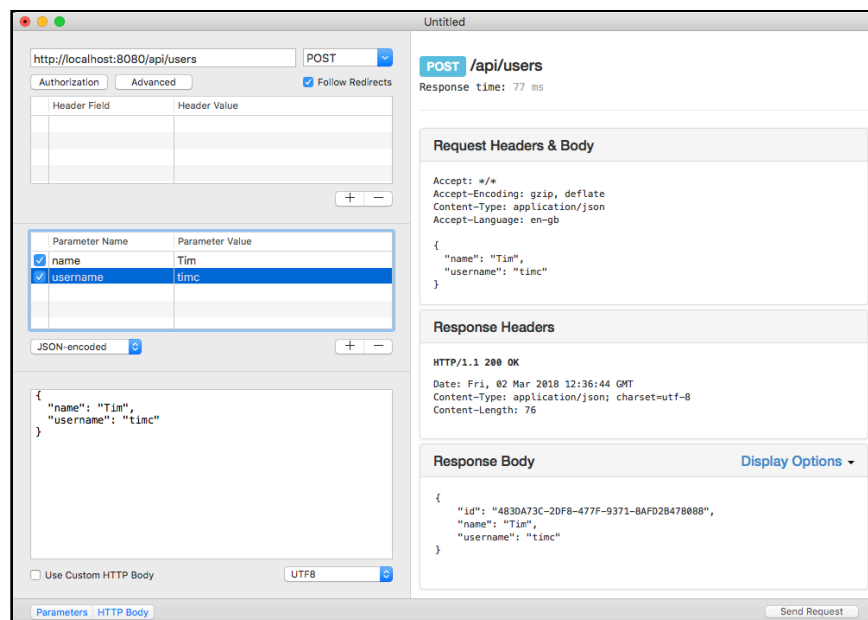 Untitled
http://localhost:8080/api/users
POST
Authorization
Advanced
Follow Redirects
Header Field
Header Value
+ −
Parameter Name
Parameter Value
name
Tim
username
timc
JSON-encoded
+ −
{
"name": "Tim",
"username": "timc"
}
Use Custom HTTP Body
UTF8
Parameters
HTTP Body
POST /api/users
Response time: 77 ms
Request Headers & Body
Accept: */*
Accept-Encoding: gzip, deflate
Content-Type: application/json
Accept-Language: en-gb
{
"name": "Tim",
"username": "timc"
}
Response Headers
HTTP/1.1 200 OK
Date: Fri, 02 Mar 2018 12:36:44 GMT
Content-Type: application/json; charset=utf-8
Content-Length: 76
Response Body
Display Options
{
"id": "483DA73C-2DF8-477F-9371-8AFD2B478088",
"name": "Tim",
"username": "timc"
}
Send Request